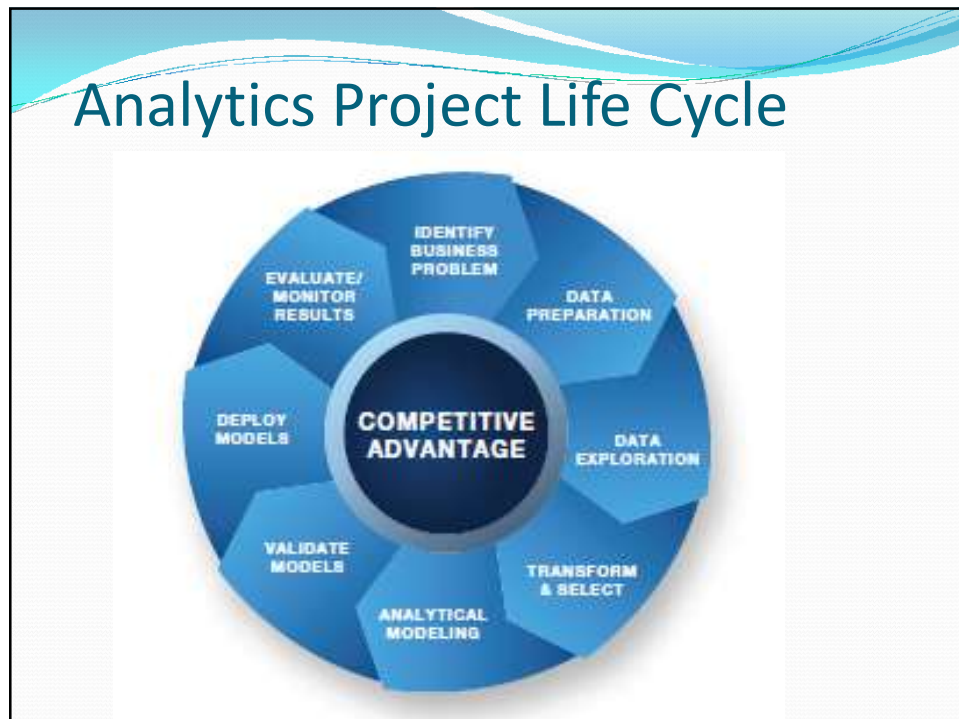 Analytics Project Life Cycle
IDENTIFY
BUSINESS
PROBLEM
DATA
PREPARATION
DATA
EXPLORATION
TRANSFORM
& SELECT
ANALYTICAL
MODELING
VALIDATE
MODELS
DEPLOY
MODELS
EVALUATE/
MONITOR
RESULTS
COMPETITIVE
ADVANTAGE